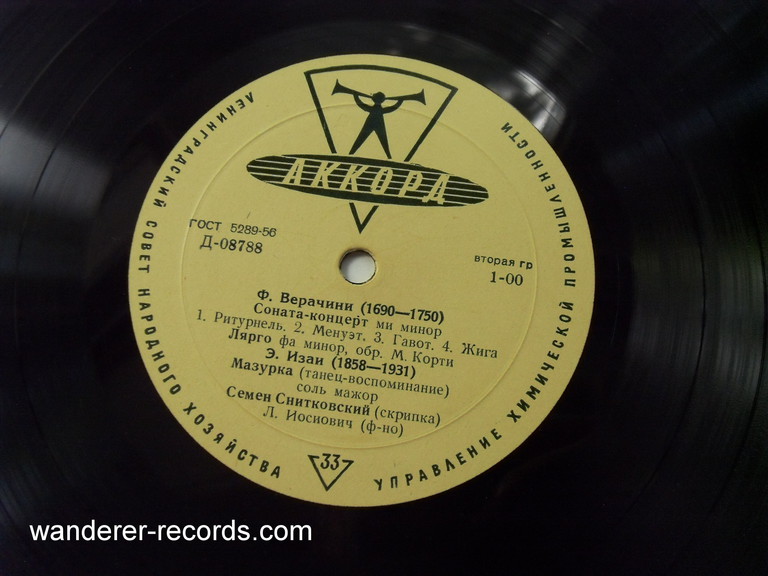 ЛЕНИНГРАДСКИЙ СОВЕТ НАРОДНОГО ХОЗЯЙСТВА
УПРАВЛЕНИЕ ХИМИЧЕСКОЙ ПРОМЫШЛЕННОСТИ
АККОРД
ГОСТ 5289-56
Д-08788
вторая гр
1-00
Ф. Верачини (1690—1750)
Соната-концерт ми минор
1. Ритурнель. 2. Менуэт. 3. Гавот. 4. Жига
Лярго фа минор, обр. М. Корти
Э. Изаи (1858—1931)
Мазурка (танец-воспоминание)
соль мажор
Семен Снитковский (скрипка)
Л. Иосиович (ф-но)
33
wanderer-records.com